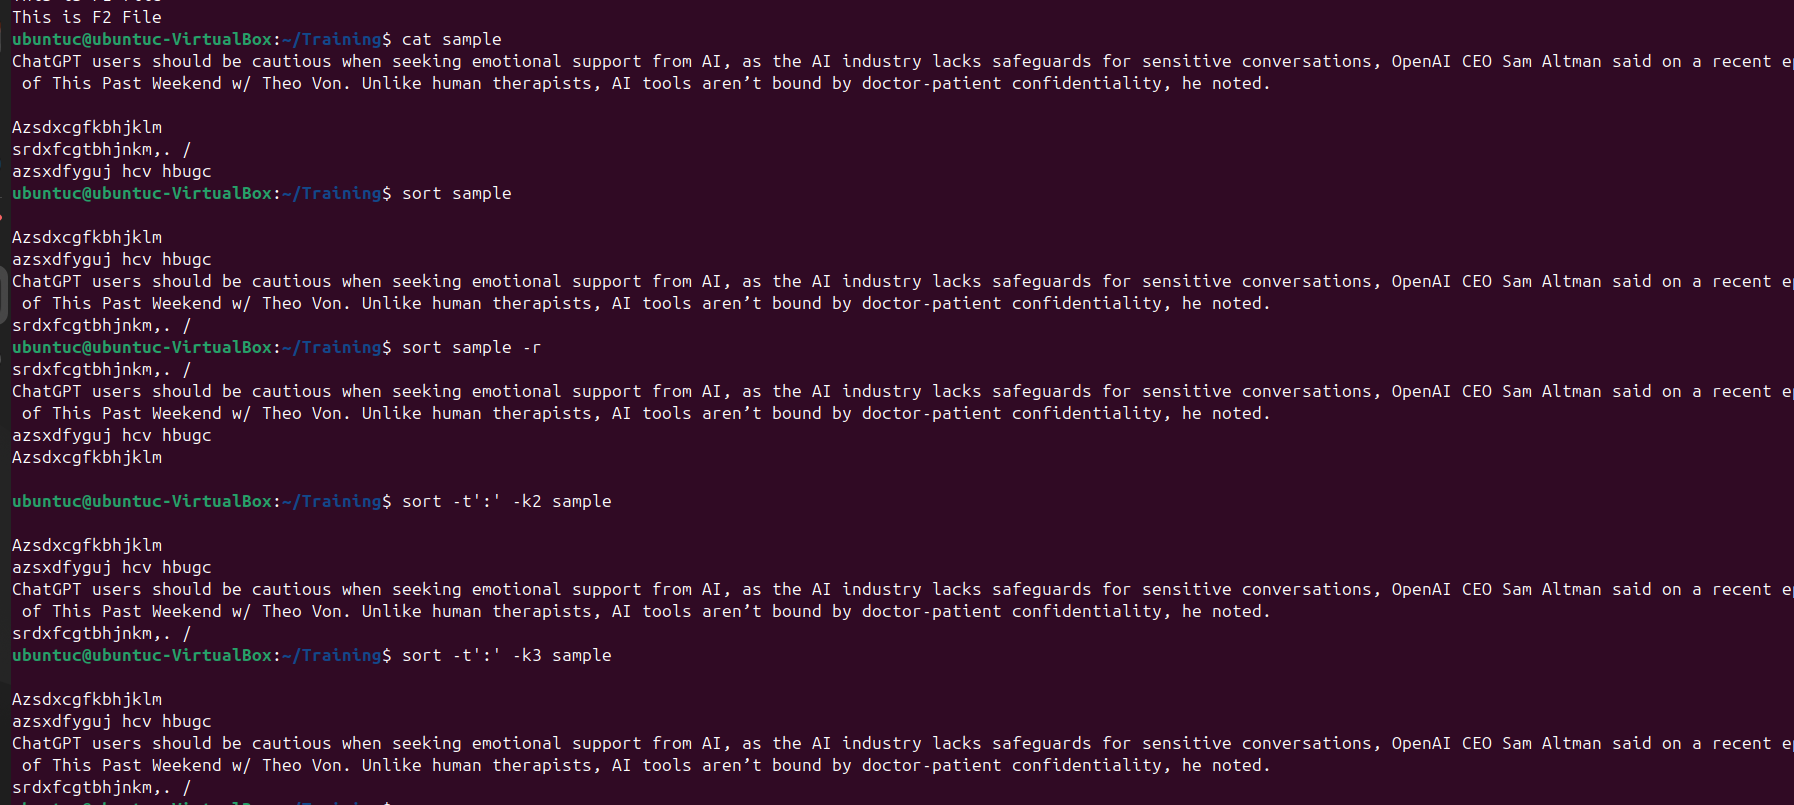 This is F2 File
ubuntuc@ubuntuc-VirtualBox:~/Training$ cat sample
ChatGPT users should be cautious when seeking emotional support from AI, as the AI industry lacks safeguards for sensitive conversations, OpenAI CEO Sam Altman said on a recent
of This Past Weekend w/ Theo Von. Unlike human therapists, AI tools aren’t bound by doctor-patient confidentiality, he noted.
Azsdxcgfkbhjklm
srdxfcgtbhjnkm,. /
azsxdfyguj hcv hbugc
ubuntuc@ubuntuc-VirtualBox:~/Training$ sort sample
Azsdxcgfkbhjklm
azsxdfyguj hcv hbugc
ChatGPT users should be cautious when seeking emotional support from AI, as the AI industry lacks safeguards for sensitive conversations, OpenAI CEO Sam Altman said on a recent
of This Past Weekend w/ Theo Von. Unlike human therapists, AI tools aren’t bound by doctor-patient confidentiality, he noted.
srdxfcgtbhjnkm,. /
ubuntuc@ubuntuc-VirtualBox:~/Training$ sort sample -r
srdxfcgtbhjnkm,. /
ChatGPT users should be cautious when seeking emotional support from AI, as the AI industry lacks safeguards for sensitive conversations, OpenAI CEO Sam Altman said on a recent
of This Past Weekend w/ Theo Von. Unlike human therapists, AI tools aren’t bound by doctor-patient confidentiality, he noted.
azsxdfyguj hcv hbugc
Azsdxcgfkbhjklm
ubuntuc@ubuntuc-VirtualBox:~/Training$ sort -t':' -k2 sample
Azsdxcgfkbhjklm
azsxdfyguj hcv hbugc
ChatGPT users should be cautious when seeking emotional support from AI, as the AI industry lacks safeguards for sensitive conversations, OpenAI CEO Sam Altman said on a recent
of This Past Weekend w/ Theo Von. Unlike human therapists, AI tools aren’t bound by doctor-patient confidentiality, he noted.
srdxfcgtbhjnkm,. /
ubuntuc@ubuntuc-VirtualBox:~/Training$ sort -t':' -k3 sample
Azsdxcgfkbhjklm
azsxdfyguj hcv hbugc
ChatGPT users should be cautious when seeking emotional support from AI, as the AI industry lacks safeguards for sensitive conversations, OpenAI CEO Sam Altman said on a recent
of This Past Weekend w/ Theo Von. Unlike human therapists, AI tools aren’t bound by doctor-patient confidentiality, he noted.
srdxfcgtbhjnkm,. /